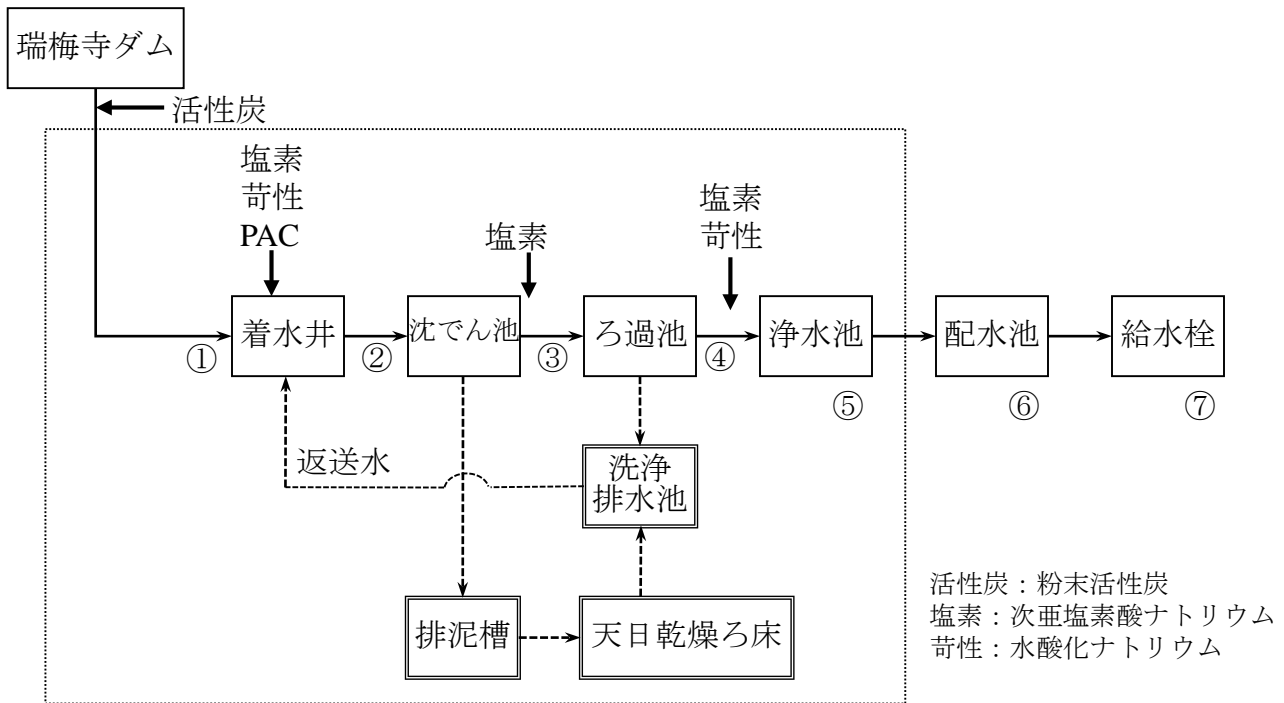 瑞梅寺ダム
活性炭
塩素
苛性
PAC
塩素
塩素
苛性
着水井
沈でん池
ろ過池
浄水池
配水池
給水栓
①
②
③
④
⑤
⑥
⑦
返送水
洗浄
排水池
排泥槽
天日乾燥ろ床
活性炭：粉末活性炭
塩素：次亜塩素酸ナトリウム
苛性：水酸化ナトリウム